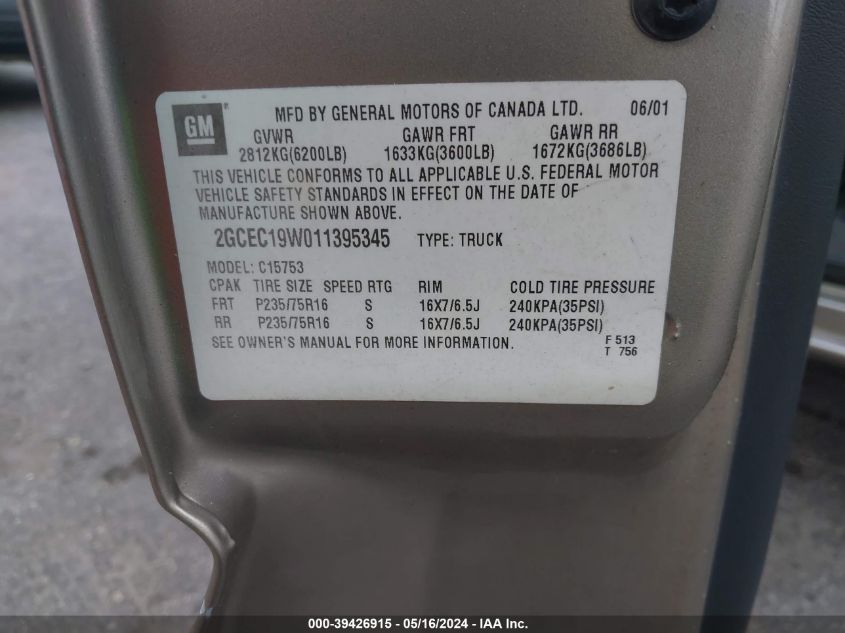 MFD BY GENERAL MOTORS OF CANADA LTD. 06/01
GM
GVWR GAWR FRT GAWR RR
2812KG(6200LB) 1633KG(3600LB) 1672KG(3686LB)
THIS VEHICLE CONFORMS TO ALL APPLICABLE U.S. FEDERAL MOTOR
VEHICLE SAFETY STANDARDS IN EFFECT ON THE DATE OF
MANUFACTURE SHOWN ABOVE.
2GCEC19W011395345 TYPE: TRUCK
MODEL: C15753
CPAK TIRE SIZE SPEED RTG RIM COLD TIRE PRESSURE
FRT P235/75R16 S 16X7/6.5J 240KPA(35PSI)
RR P235/75R16 S 16X7/6.5J 240KPA(35PSI)
SEE OWNER'S MANUAL FOR MORE INFORMATION.
F 513
T 756
000-39426915 - 05/16/2024 - IAA Inc.